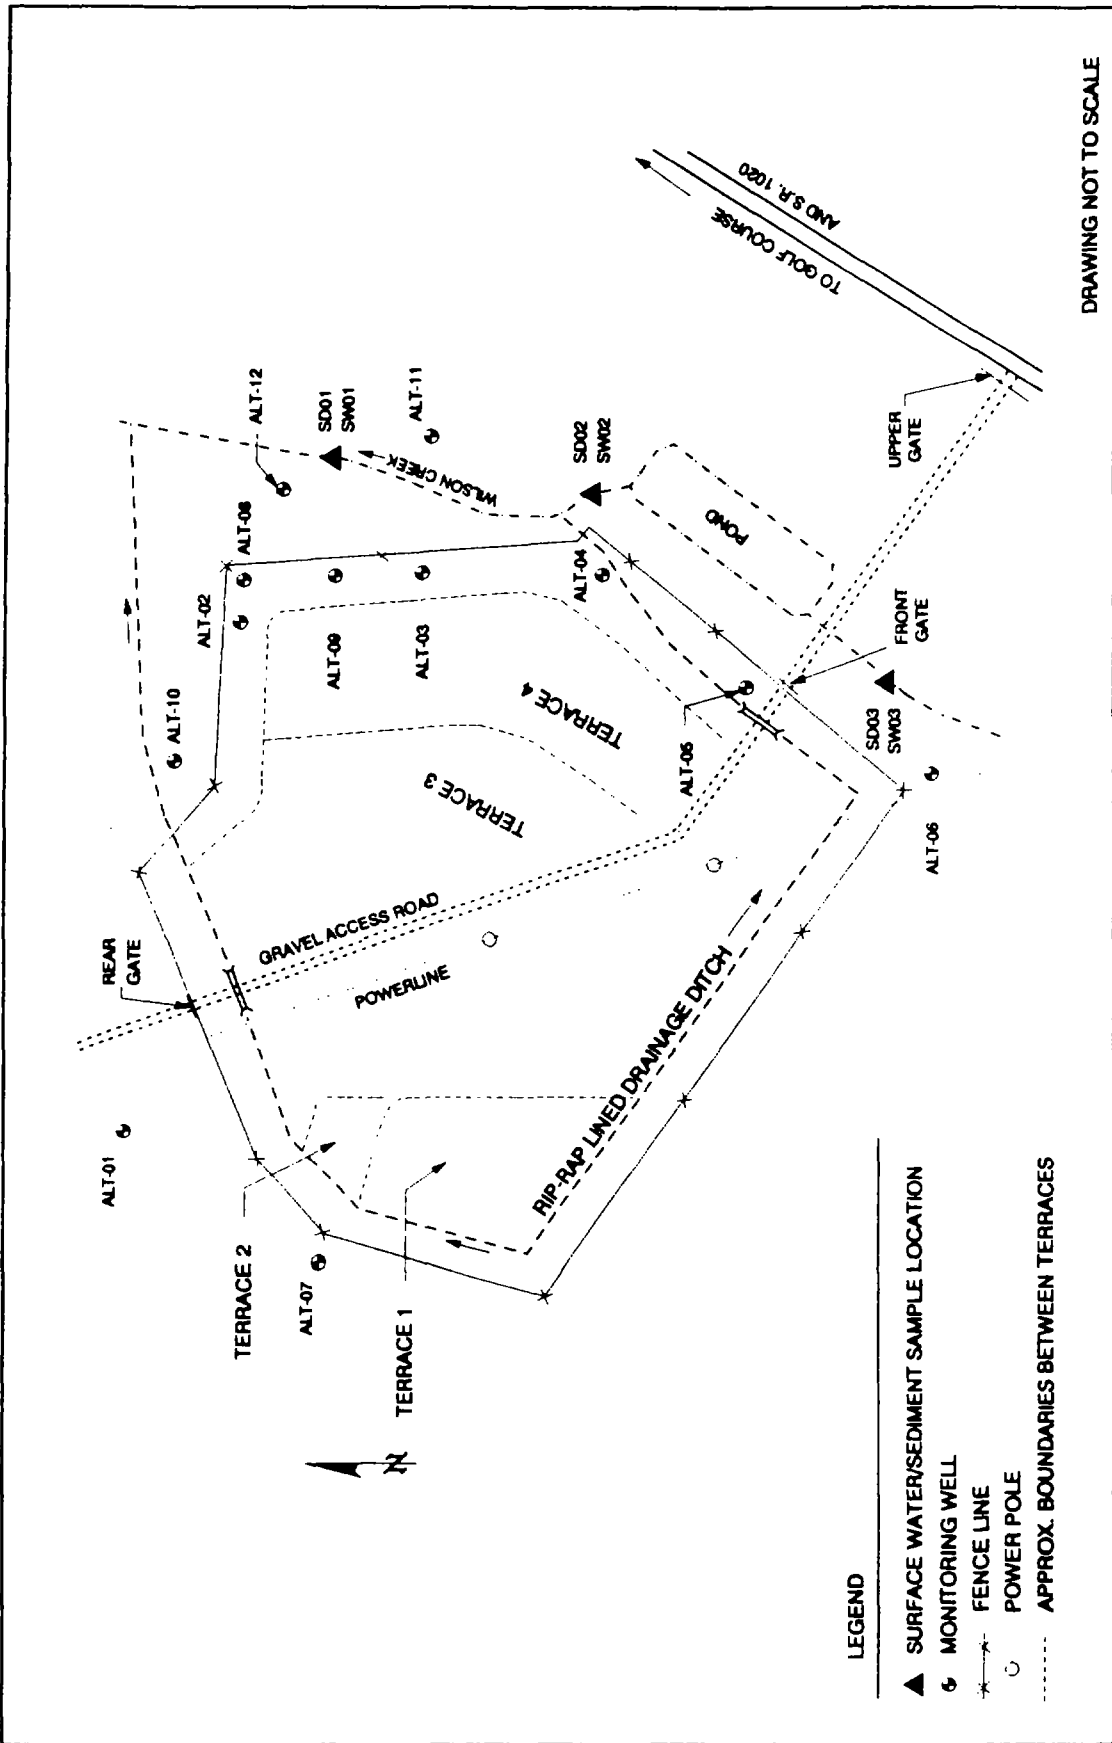 REAR
GATE
ALT-01
ALT-10
ALT-02
ALT-08
ALT-12
SD01
SW01
ALT-11
WILSON CREEK
ALT-09
ALT-03
ALT-04
SD02
SW02
POND
TERRACE 4
TERRACE 3
GRAVEL ACCESS ROAD
POWERLINE
ALT-05
FRONT
GATE
SD03
SW03
ALT-06
UPPER
GATE
TO GOLF COURSE
AND S.R. 1020
RIP-RAP LINED DRAINAGE DITCH
TERRACE 2
ALT-07
TERRACE 1
N
LEGEND
SURFACE WATER/SEDIMENT SAMPLE LOCATION
MONITORING WELL
FENCE LINE
POWER POLE
APPROX. BOUNDARIES BETWEEN TERRACES
DRAWING NOT TO SCALE